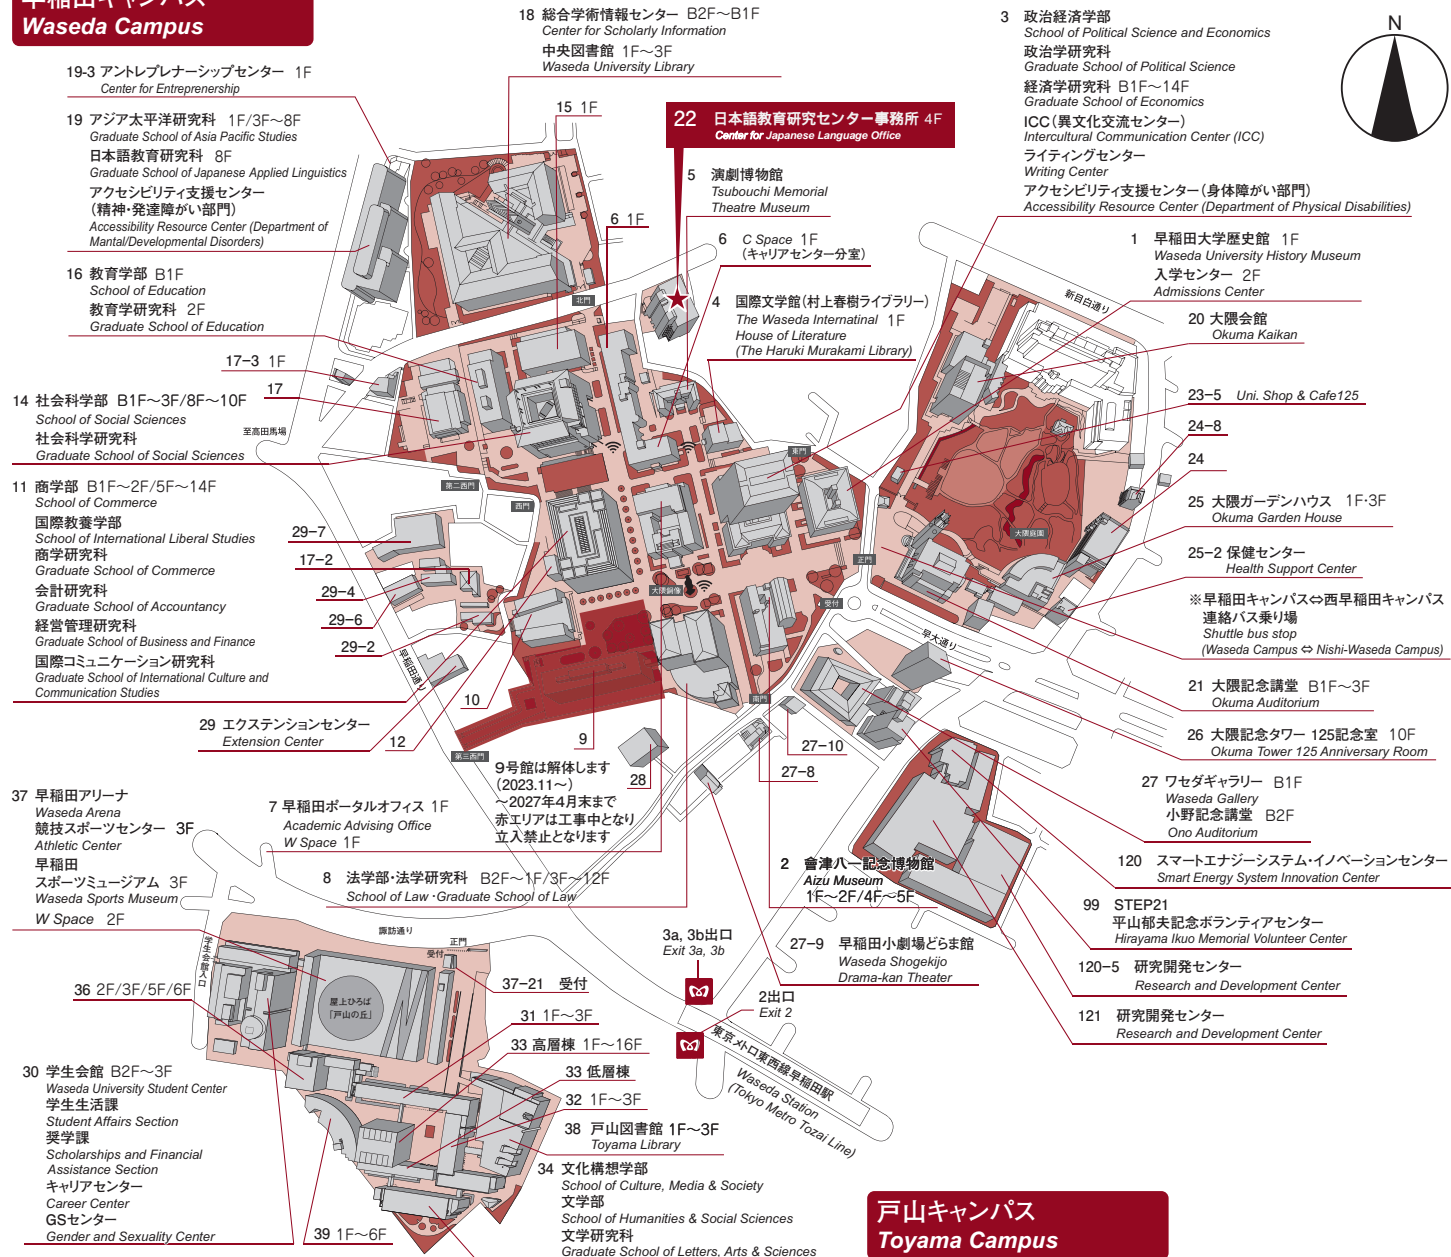 早稲田キャンパス
Waseda Campus
18 総合学術情報センター B2F～B1F
Center for Scholarly Information
中央図書館 1F～3F
Waseda University Library
3 政治経済学部
School of Political Science and Economics
政治学研究科
Graduate School of Political Science
経済学研究科 B1F～14F
Graduate School of Economics
ICC（異文化交流センター）
Intercultural Communication Center (ICC)
ライティングセンター
Writing Center
アクセシビリティ支援センター（身体障がい部門）
Accessibility Resource Center (Department of Physical Disabilities)
N
19-3 アントレプレナーシップセンター 1F
Center for Entreprenership
19 アジア太平洋研究科 1F/3F～8F
Graduate School of Asia Pacific Studies
日本語教育研究科 8F
Graduate School of Japanese Applied Linguistics
アクセシビリティ支援センター
（精神・発達障がい部門）
Accessibility Resource Center (Department of
Mantal/Developmental Disorders)
15 1F
22 日本語教育研究センター事務所 4F
Center for Japanese Language Office
5 演劇博物館
Tsubouchi Memorial
Theatre Museum
6 1F
6 C Space 1F
（キャリアセンター分室）
4 国際文学館（村上春樹ライブラリー）
The Waseda Internatinal 1F
House of Literature
(The Haruki Murakami Library)
1 早稲田大学歴史館 1F
Waseda University History Museum
入学センター 2F
Admissions Center
20 大隈会館
Okuma Kaikan
新目白通り
北門
16 教育学部 B1F
School of Education
教育学研究科 2F
Graduate School of Education
17-3 1F
17
14 社会科学部 B1F～3F/8F～10F
School of Social Sciences
社会科学研究科
Graduate School of Social Sciences
至高田馬場
23-5 Uni. Shop & Cafe125
24-8
24
25 大隈ガーデンハウス 1F・3F
Okuma Garden House
25-2 保健センター
Health Support Center
※早稲田キャンパス⇔西早稲田キャンパス
連絡バス乗り場
Shuttle bus stop
(Waseda Campus ⇔ Nishi-Waseda Campus)
21 大隈記念講堂 B1F～3F
Okuma Auditorium
26 大隈記念タワー 125記念室 10F
Okuma Tower 125 Anniversary Room
東門
第二西門
西門
大隈庭園
正門
大隈銅像
受付
早大通り
11 商学部 B1F～2F/5F～14F
School of Commerce
国際教養学部
School of International Liberal Studies
商学研究科
Graduate School of Commerce
会計研究科
Graduate School of Accountancy
経営管理研究科
Graduate School of Business and Finance
国際コミュニケーション研究科
Graduate School of International Culture and
Communication Studies
29-7
17-2
29-4
29-6
29-2
早稲田通り
10
29 エクステンションセンター
Extension Center
12
第三西門
9
28
南門
27-10
27-8
9号館は解体します
（2023.11～）
～2027年4月末まで
赤エリアは工事中となり
立入禁止となります
7 早稲田ポータルオフィス 1F
Academic Advising Office
W Space 1F
8 法学部・法学研究科 B2F～1F/3F～12F
School of Law・Graduate School of Law
2 會津八一記念博物館
Aizu Museum
1F～2F/4F～5F
27-9 早稲田小劇場どらま館
Waseda Shogekijo
Drama-kan Theater
27 ワセダギャラリー B1F
Waseda Gallery
小野記念講堂 B2F
Ono Auditorium
120 スマートエナジーシステム・イノベーションセンター
Smart Energy System Innovation Center
99 STEP21
平山郁夫記念ボランティアセンター
Hirayama Ikuo Memorial Volunteer Center
120-5 研究開発センター
Research and Development Center
121 研究開発センター
Research and Development Center
3a, 3b出口
Exit 3a, 3b
2出口
Exit 2
東京メトロ東西線早稲田駅
Waseda Station
(Tokyo Metro Tozai Line)
37 早稲田アリーナ
Waseda Arena
競技スポーツセンター 3F
Athletic Center
早稲田
スポーツミュージアム 3F
Waseda Sports Museum
W Space 2F
学生会館入口
諏訪通り
正門
受付
屋上ひろば
「戸山の丘」
36 2F/3F/5F/6F
37-21 受付
31 1F～3F
33 高層棟 1F～16F
33 低層棟
32 1F～3F
38 戸山図書館 1F～3F
Toyama Library
34 文化構想学部
School of Culture, Media & Society
文学部
School of Humanities & Social Sciences
文学研究科
Graduate School of Letters, Arts & Sciences
30 学生会館 B2F～3F
Waseda University Student Center
学生生活課
Student Affairs Section
奨学課
Scholarships and Financial
Assistance Section
キャリアセンター
Career Center
GSセンター
Gender and Sexuality Center
39 1F～6F
戸山キャンパス
Toyama Campus